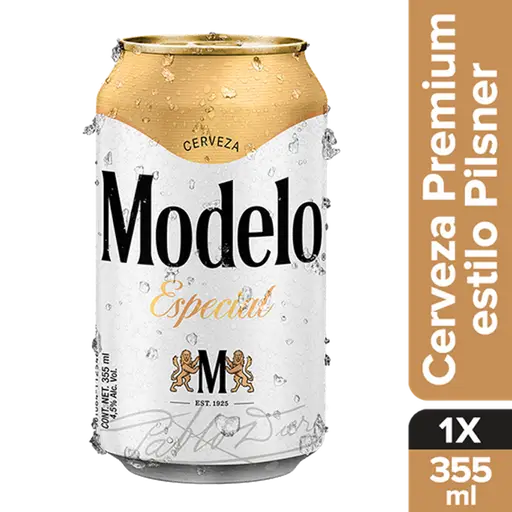 CERVEZA
Modelo
Especial
M
EST. 1925
CONT. NET. 355 ml
4.5% Alc. Vol.
Cerveza Premium
estilo Pilsner
1X
355
ml